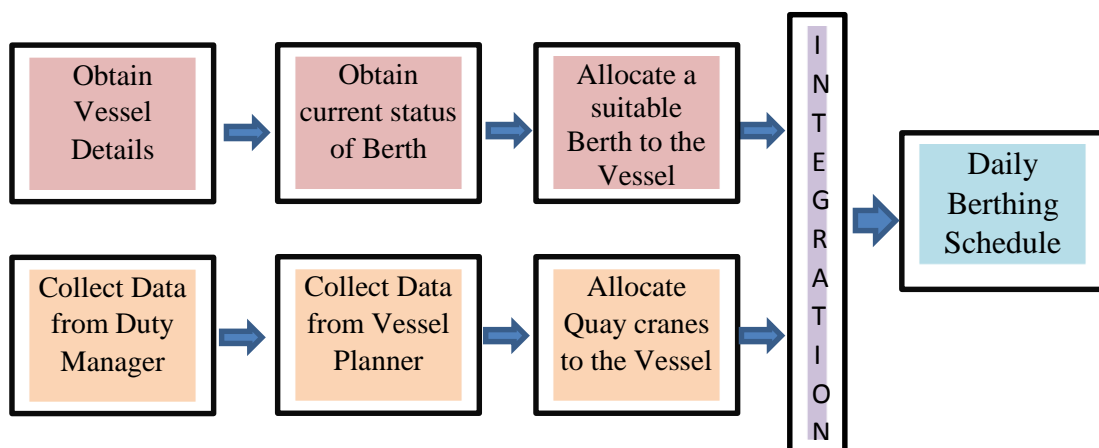 Obtain
Vessel
Details
Obtain
current status
of Berth
Allocate a
suitable
Berth to the
Vessel
Collect Data
from Duty
Manager
Collect Data
from Vessel
Planner
Allocate
Quay cranes
to the Vessel
I
N
T
E
G
R
A
T
I
O
N
Daily
Berthing
Schedule